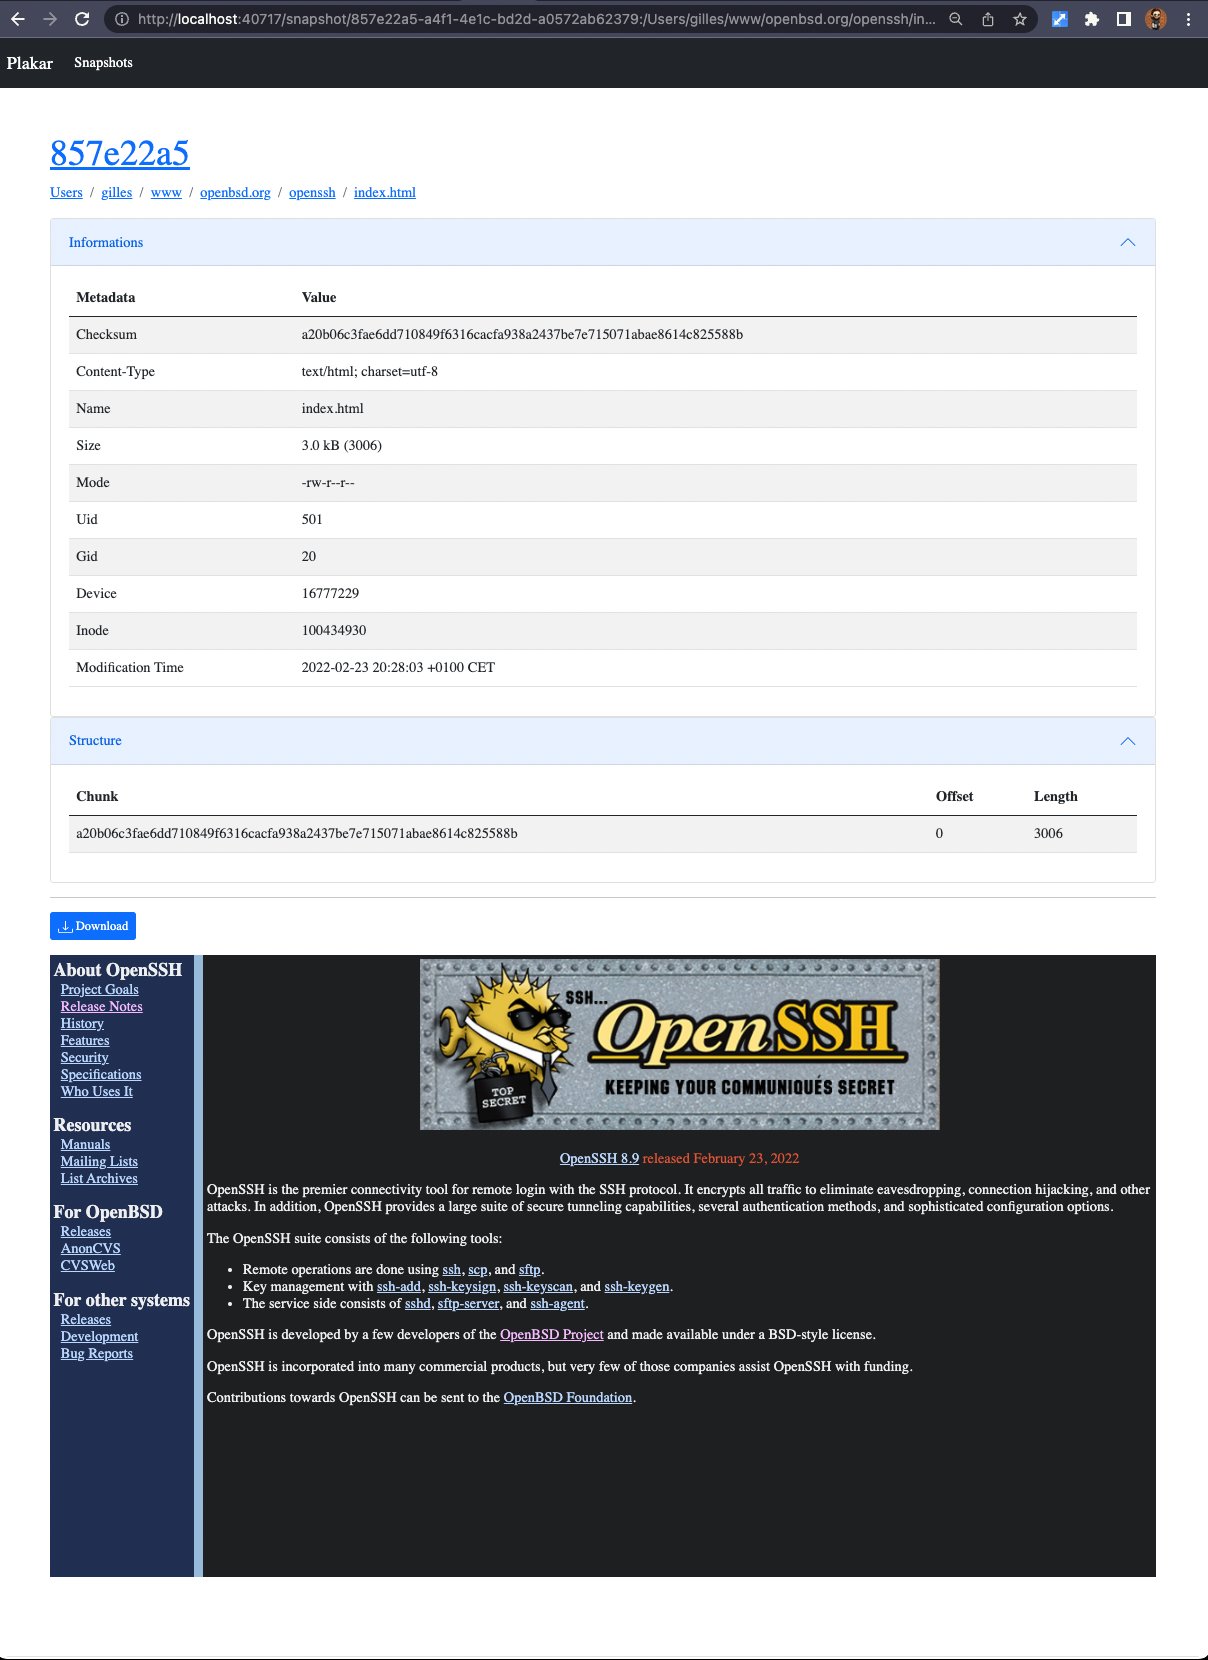 http://localhost:40717/snapshot/857e22a5-a4f1-4e1c-bd2d-a0572ab62379:/Users/gilles/www/openbsd.org/openssh/in...
Plakar Snapshots
857e22a5
Users / gilles / www / openbsd.org / openssh / index.html
Informations
Metadata Value
Checksum a20b06c3fae6dd710849f6316cacfa938a2437be7e715071abae8614c825588b
Content-Type text/html; charset=utf-8
Name index.html
Size 3.0 kB (3006)
Mode -rw-r--r--
Uid 501
Gid 20
Device 16777229
Inode 100434930
Modification Time 2022-02-23 20:28:03 +0100 CET
Structure
Chunk Offset Length
a20b06c3fae6dd710849f6316cacfa938a2437be7e715071abae8614c825588b 0 3006
Download
About OpenSSH
Project Goals
Release Notes
History
Features
Security
Specifications
Who Uses It
Resources
Manuals
Mailing Lists
List Archives
For OpenBSD
Releases
AnonCVS
CVSWeb
For other systems
Releases
Development
Bug Reports
SSH...
OpenSSH
KEEPING YOUR COMMUNIQUÉS SECRET
TOP
SECRET
OpenSSH 8.9 released February 23, 2022
OpenSSH is the premier connectivity tool for remote login with the SSH protocol. It encrypts all traffic to eliminate eavesdropping, connection hijacking, and other
attacks. In addition, OpenSSH provides a large suite of secure tunneling capabilities, several authentication methods, and sophisticated configuration options.
The OpenSSH suite consists of the following tools:
• Remote operations are done using ssh, scp, and sftp.
• Key management with ssh-add, ssh-keysign, ssh-keyscan, and ssh-keygen.
• The service side consists of sshd, sftp-server, and ssh-agent.
OpenSSH is developed by a few developers of the OpenBSD Project and made available under a BSD-style license.
OpenSSH is incorporated into many commercial products, but very few of those companies assist OpenSSH with funding.
Contributions towards OpenSSH can be sent to the OpenBSD Foundation.